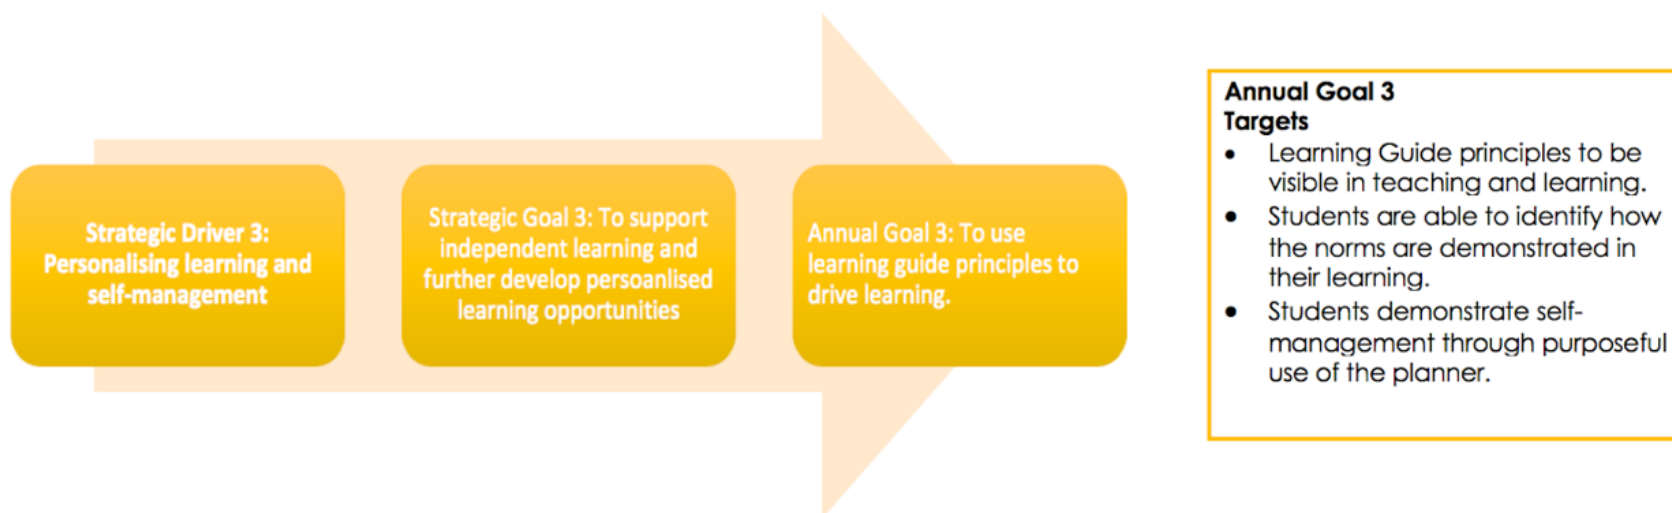 Strategic Driver 3:
Personalising learning and
self-management
Strategic Goal 3: To support
independent learning and
further develop persoanlised
learning opportunities
Annual Goal 3: To use
learning guide principles to
drive learning.
Annual Goal 3
Targets
• Learning Guide principles to be
visible in teaching and learning.
• Students are able to identify how
the norms are demonstrated in
their learning.
• Students demonstrate self-
management through purposeful
use of the planner.